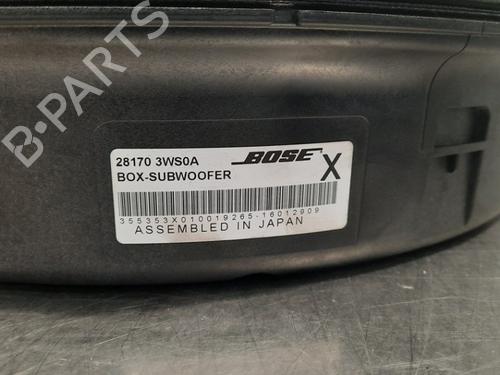 B-PARTS
28170 3WS0A
BOSE
BOX-SUBWOOFER
X
355353X010019265-16012909
ASSEMBLED IN JAPAN